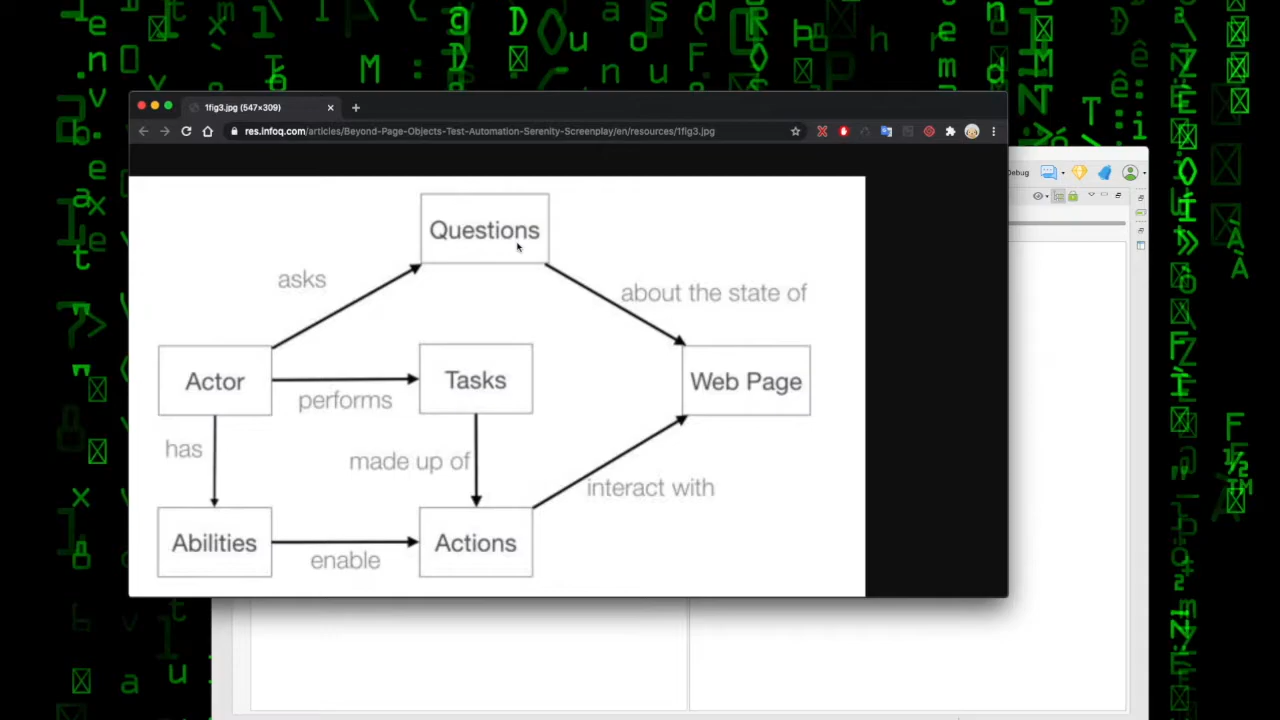 1fig3.jpg (547×309)
res.infoq.com/articles/Beyond-Page-Objects-Test-Automation-Serenity-Screenplay/en/resources/1fig3.jpg
Debug
Questions
asks
about the state of
Actor
Tasks
Web Page
performs
has
made up of
interact with
Abilities
Actions
enable